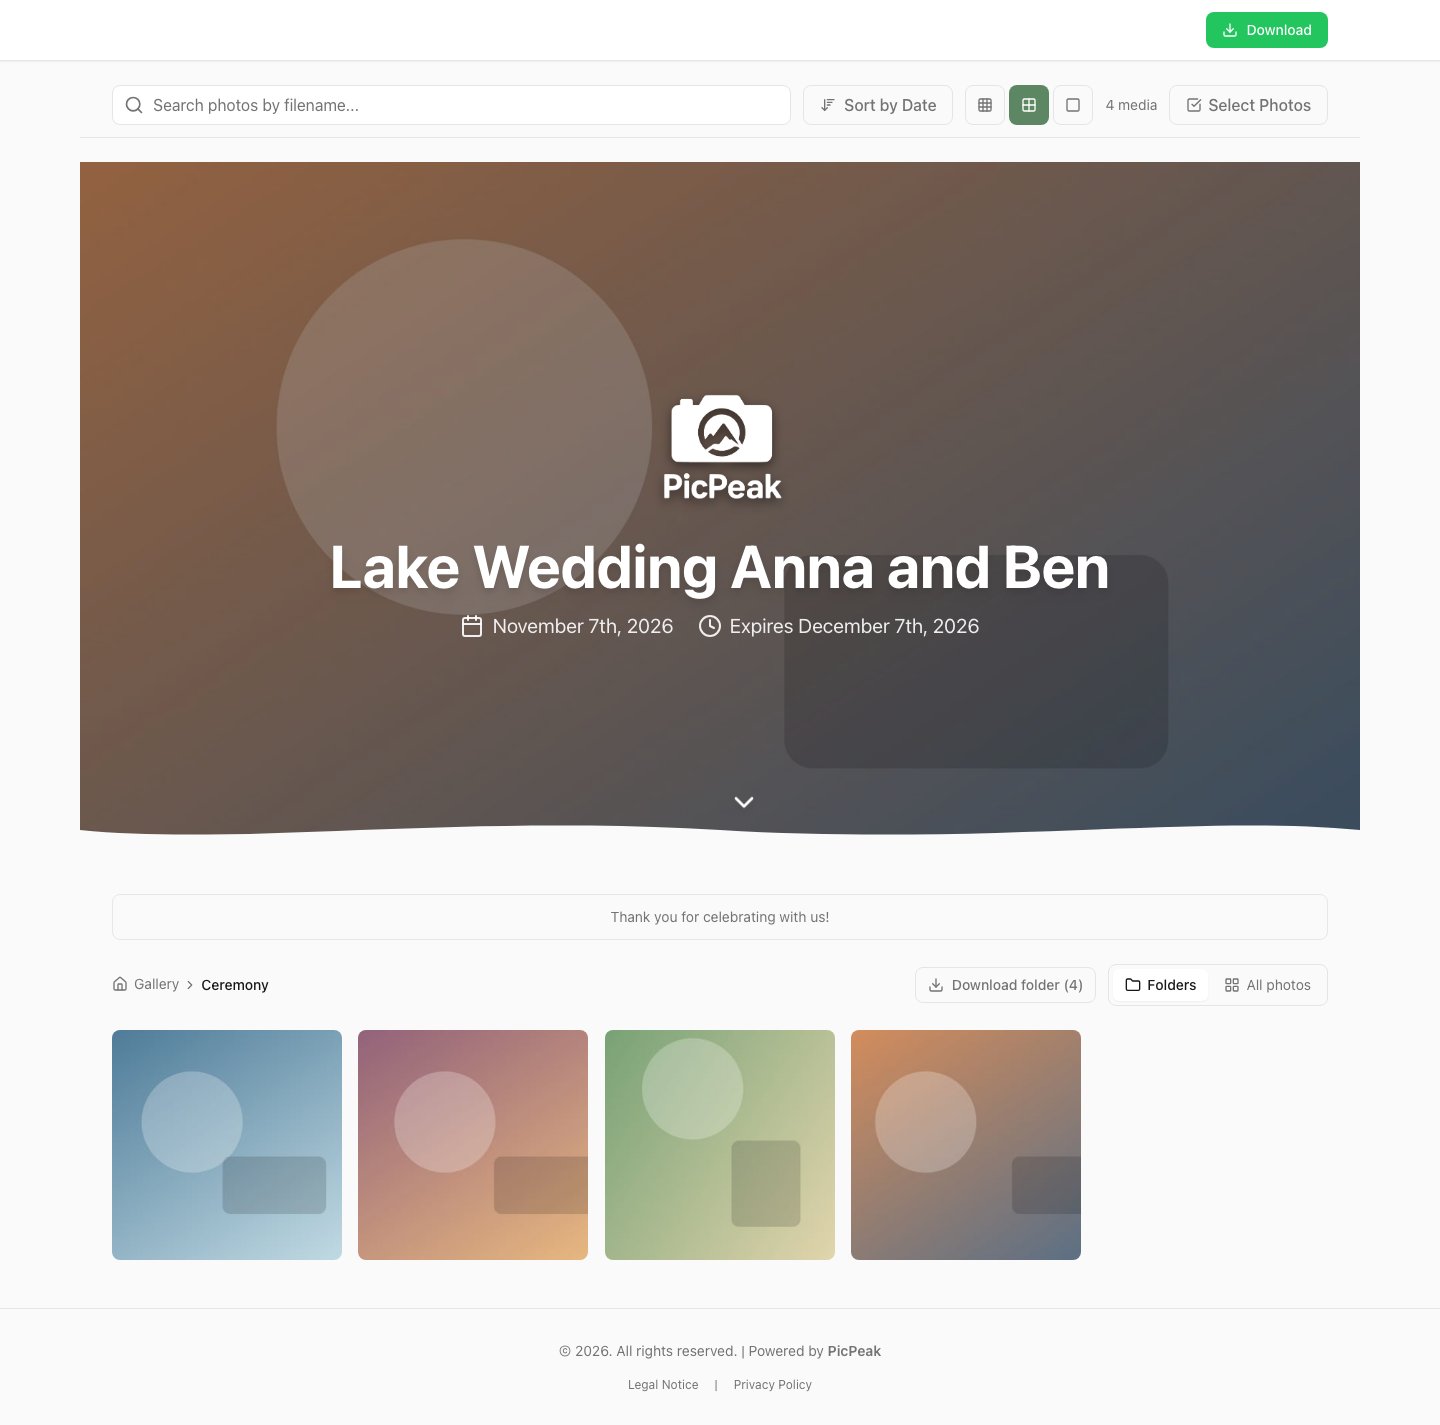 Download
Search photos by filename...
Sort by Date
4 media
Select Photos
PicPeak
Lake Wedding Anna and Ben
November 7th, 2026
Expires December 7th, 2026
Thank you for celebrating with us!
Gallery
Ceremony
Download folder (4)
Folders
All photos
© 2026. All rights reserved. | Powered by PicPeak
Legal Notice | Privacy Policy